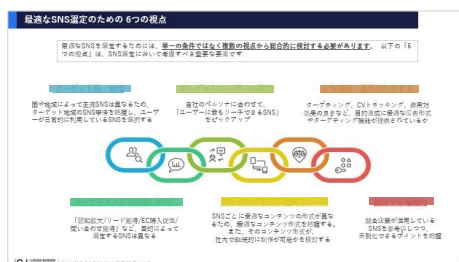 最適なSNS選定のための 6つの視点
最適なSNSを選定するためには、単一の条件ではなく複数の視点から総合的に検討する必要があります。 以下の「6
つの視点」は、SNS選定において考慮すべき重要な要素です
国や地域によって主流SNSは異なるため、
ターゲット地域のSNS事情を把握し、ユーザ
ーが日常的に利用しているSNSを選択する
自社のペルソナに合わせて、
「ユーザーに最もリーチできるSNS」
をピックアップ
ターゲティング、CVトラッキング、費用対
効果の良さなど、目的達成に最適な広告形式
やターゲティング機能が提供されているか
「認知拡大/リード獲得/EC購入促進/
問い合わせ獲得」など、目的によって
選定するSNSは異なる
SNSごとに最適なコンテンツの形式が異な
るため、最適なコンテンツ形式を把握する。
また、そのコンテンツ形式が、
社内で継続的に制作が可能かを検討する
競合企業が活用している
SNSを参考にしつつ、
差別化できるポイントを把握